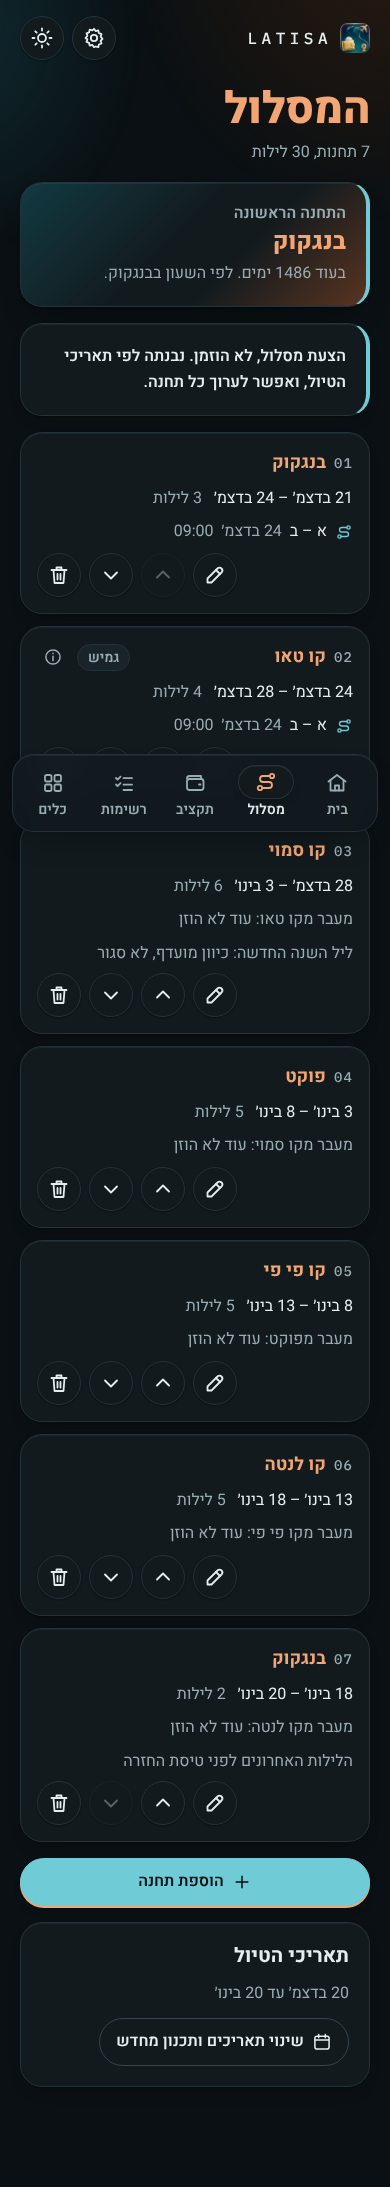 LATISA
המסלול
7 תחנות, 30 לילות
התחנה הראשונה
בנגקוק
בעוד 1486 ימים. לפי השעון בבנגקוק.
הצעת מסלול, לא הוזמן. נבנתה לפי תאריכי
הטיול, ואפשר לערוך כל תחנה.
01 בנגקוק
21 בדצמ׳ – 24 בדצמ׳ 3 לילות
א – ב 24 בדצמ׳ 09:00
02 קו טאו גמיש
24 בדצמ׳ – 28 בדצמ׳ 4 לילות
א – ב 24 בדצמ׳ 09:00
בית מסלול תקציב רשימות כלים
03 קו סמוי
28 בדצמ׳ – 3 בינו׳ 6 לילות
מעבר מקו טאו: עוד לא הוזן
ליל השנה החדשה: כיוון מועדף, לא סגור
04 פוקט
3 בינו׳ – 8 בינו׳ 5 לילות
מעבר מקו סמוי: עוד לא הוזן
05 קו פי פי
8 בינו׳ – 13 בינו׳ 5 לילות
מעבר מפוקט: עוד לא הוזן
06 קו לנטה
13 בינו׳ – 18 בינו׳ 5 לילות
מעבר מקו פי פי: עוד לא הוזן
07 בנגקוק
18 בינו׳ – 20 בינו׳ 2 לילות
מעבר מקו לנטה: עוד לא הוזן
הלילות האחרונים לפני טיסת החזרה
הוספת תחנה
תאריכי הטיול
20 בדצמ׳ עד 20 בינו׳
שינוי תאריכים ותכנון מחדש